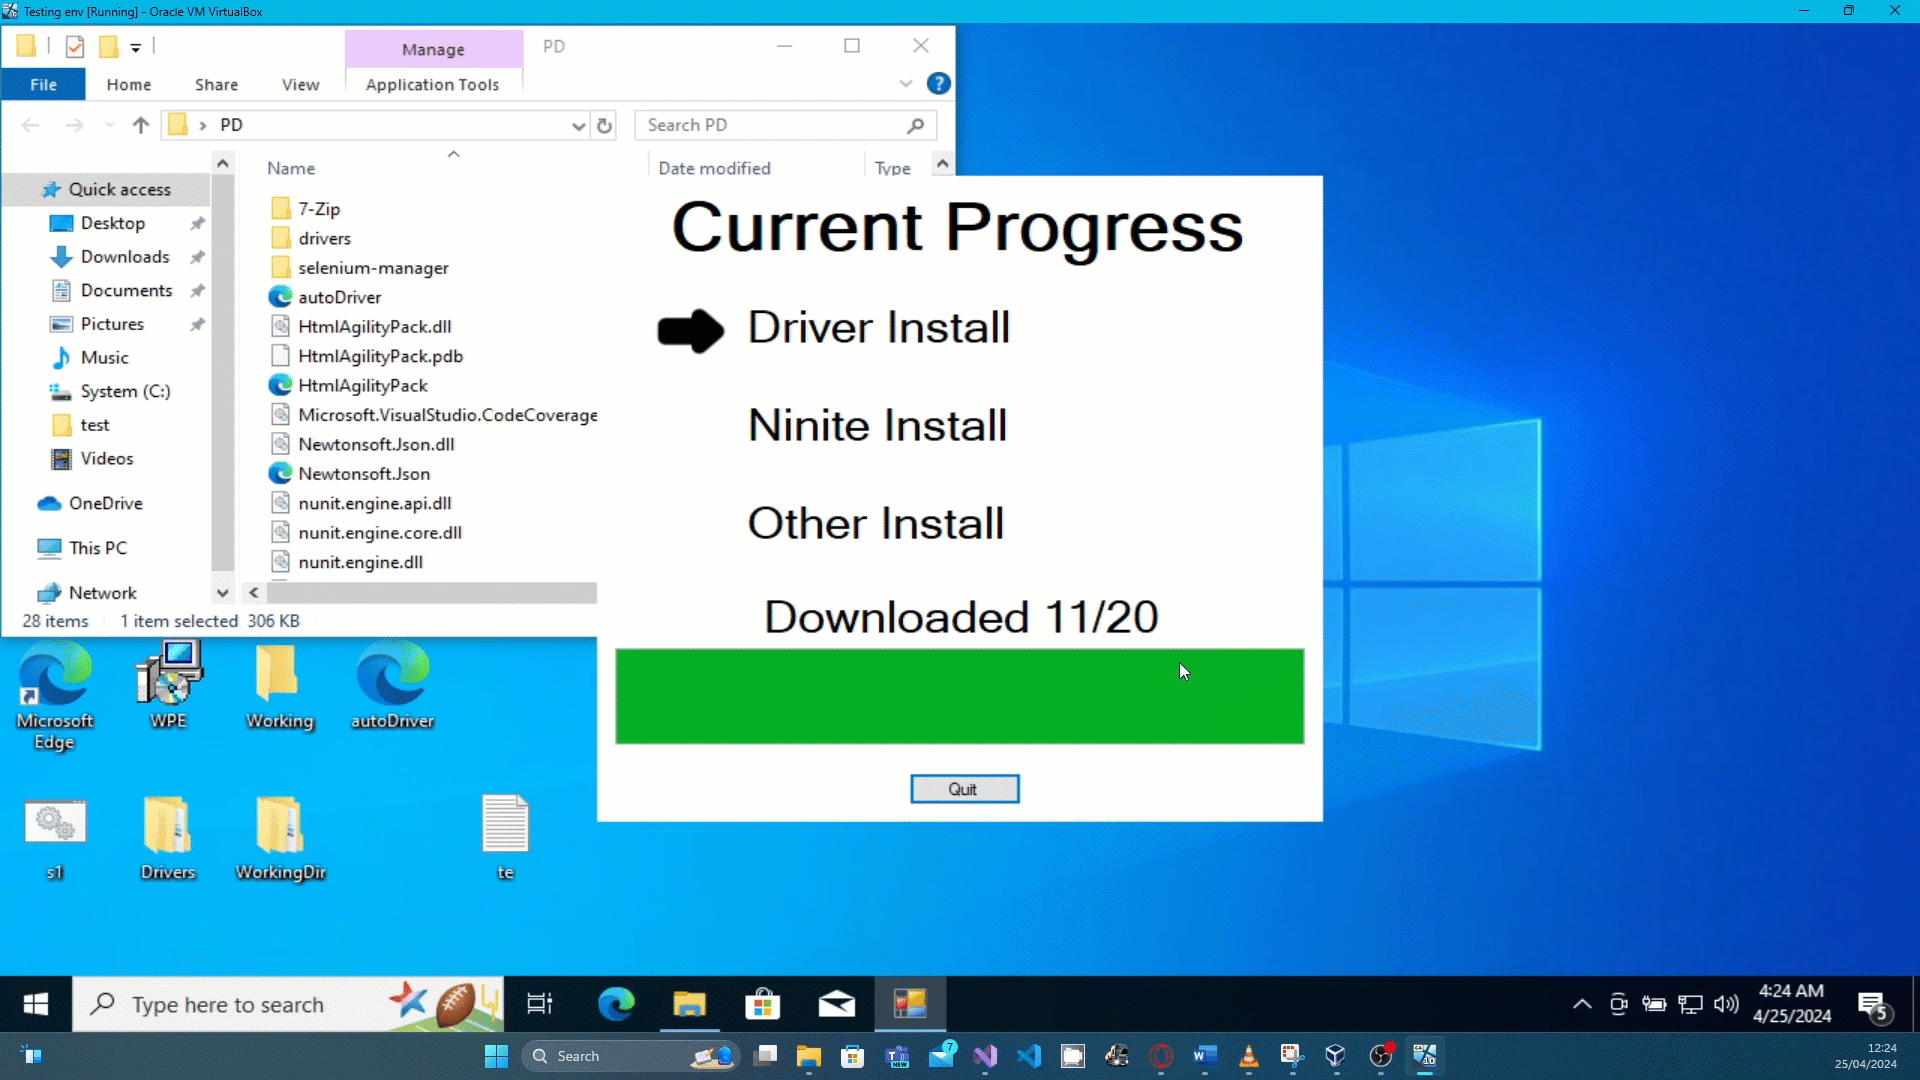 Testing env [Running] - Oracle VM VirtualBox
Manage
PD
File
Home
Share
View
Application Tools
PD
Search PD
Name
Date modified
Type
Quick access
Desktop
Downloads
Documents
Pictures
Music
System (C:)
test
Videos
OneDrive
This PC
Network
7-Zip
drivers
selenium-manager
autoDriver
HtmlAgilityPack.dll
HtmlAgilityPack.pdb
HtmlAgilityPack
Microsoft.VisualStudio.CodeCoverage
Newtonsoft.Json.dll
Newtonsoft.Json
nunit.engine.api.dll
nunit.engine.core.dll
nunit.engine.dll
28 items
1 item selected 306 KB
Current Progress
Driver Install
Ninite Install
Other Install
Downloaded 11/20
Quit
Microsoft
Edge
WPE
Working
autoDriver
s1
Drivers
WorkingDir
te
Type here to search
4:24 AM
4/25/2024
5
Search
NEW
7
12:24
25/04/2024